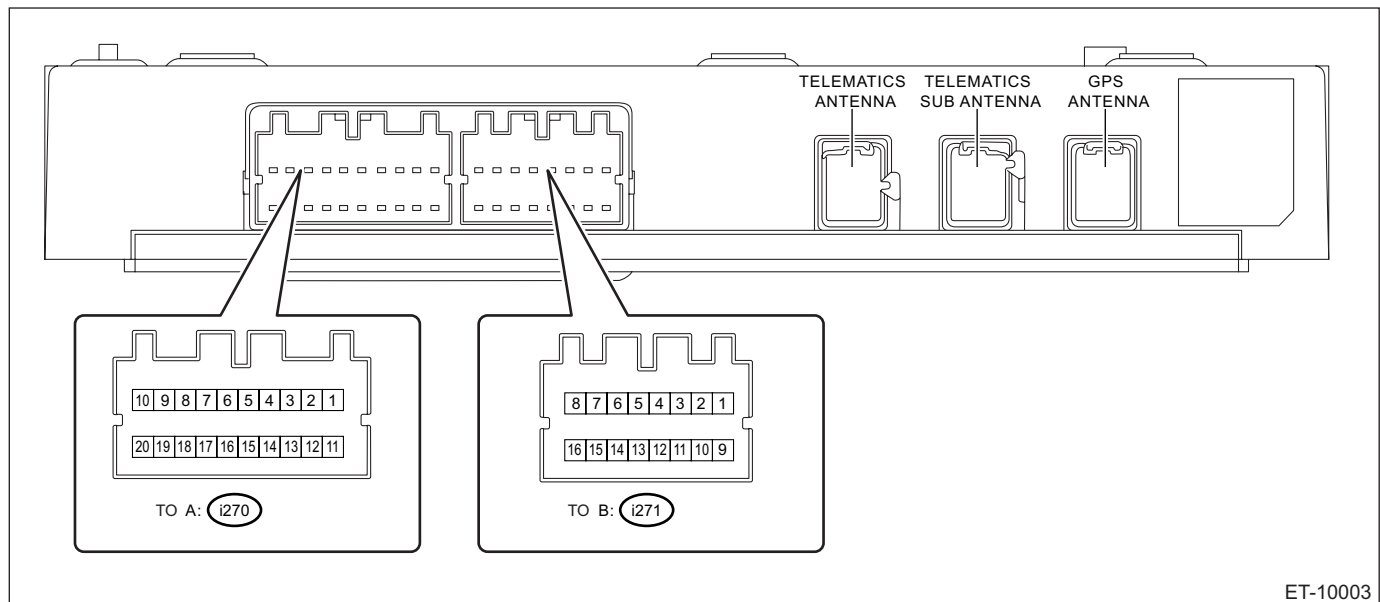 TELEMATICS ANTENNA
TELEMATICS SUB ANTENNA
GPS ANTENNA
10 9 8 7 6 5 4 3 2 1
20 19 18 17 16 15 14 13 12 11
TO A: i270
8 7 6 5 4 3 2 1
16 15 14 13 12 11 10 9
TO B: i271
ET-10003